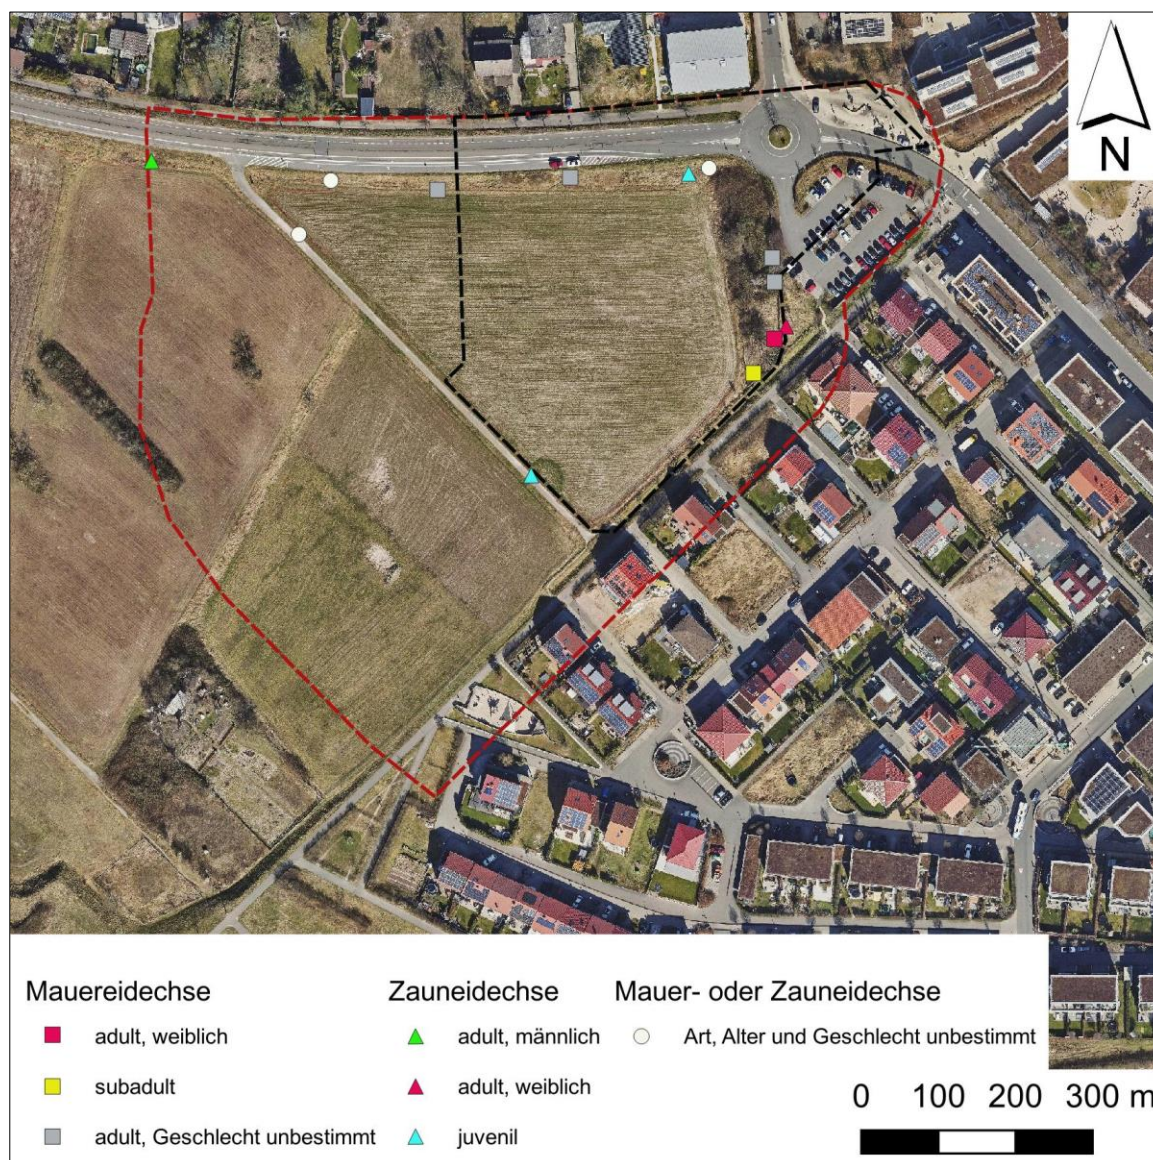 N
Mauereidechse
adult, weiblich
subadult
adult, Geschlecht unbestimmt
Zauneidechse
adult, männlich
adult, weiblich
juvenil
Mauer- oder Zauneidechse
Art, Alter und Geschlecht unbestimmt
0 100 200 300 m